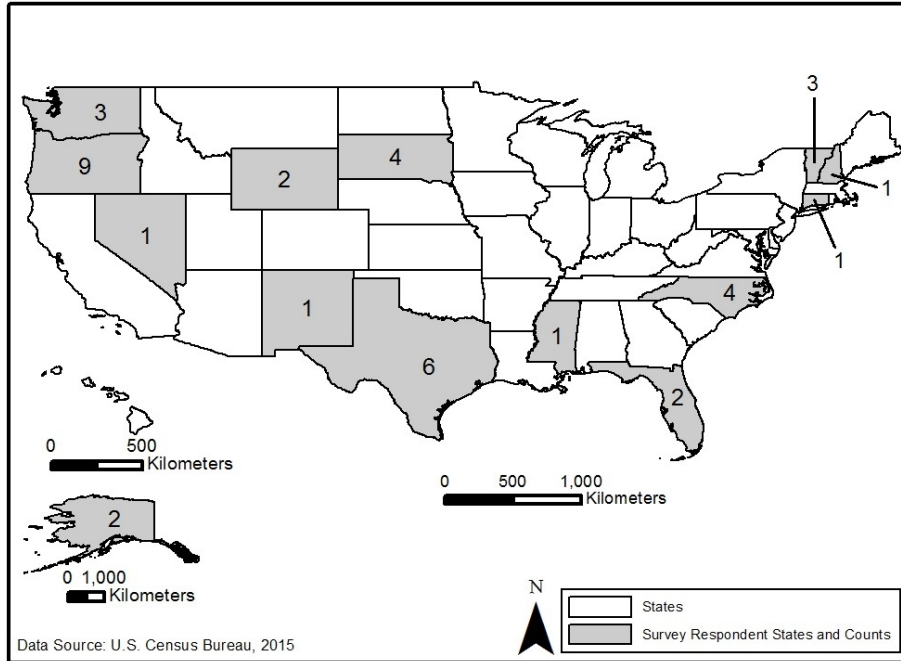 3
3
9
2
4
1
1
1
1
4
1
6
1
2
0 500
Kilometers
0 500 1,000
Kilometers
2
0 1,000
Kilometers
N
States
Survey Respondent States and Counts
Data Source: U.S. Census Bureau, 2015